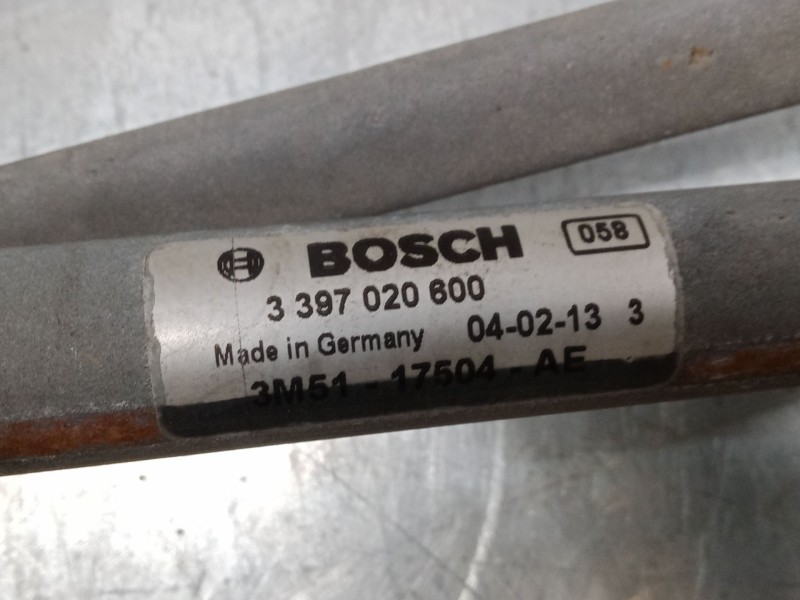 BOSCH 058
3 397 020 600
Made in Germany 04-02-13 3
3M51 - 17504 - AE